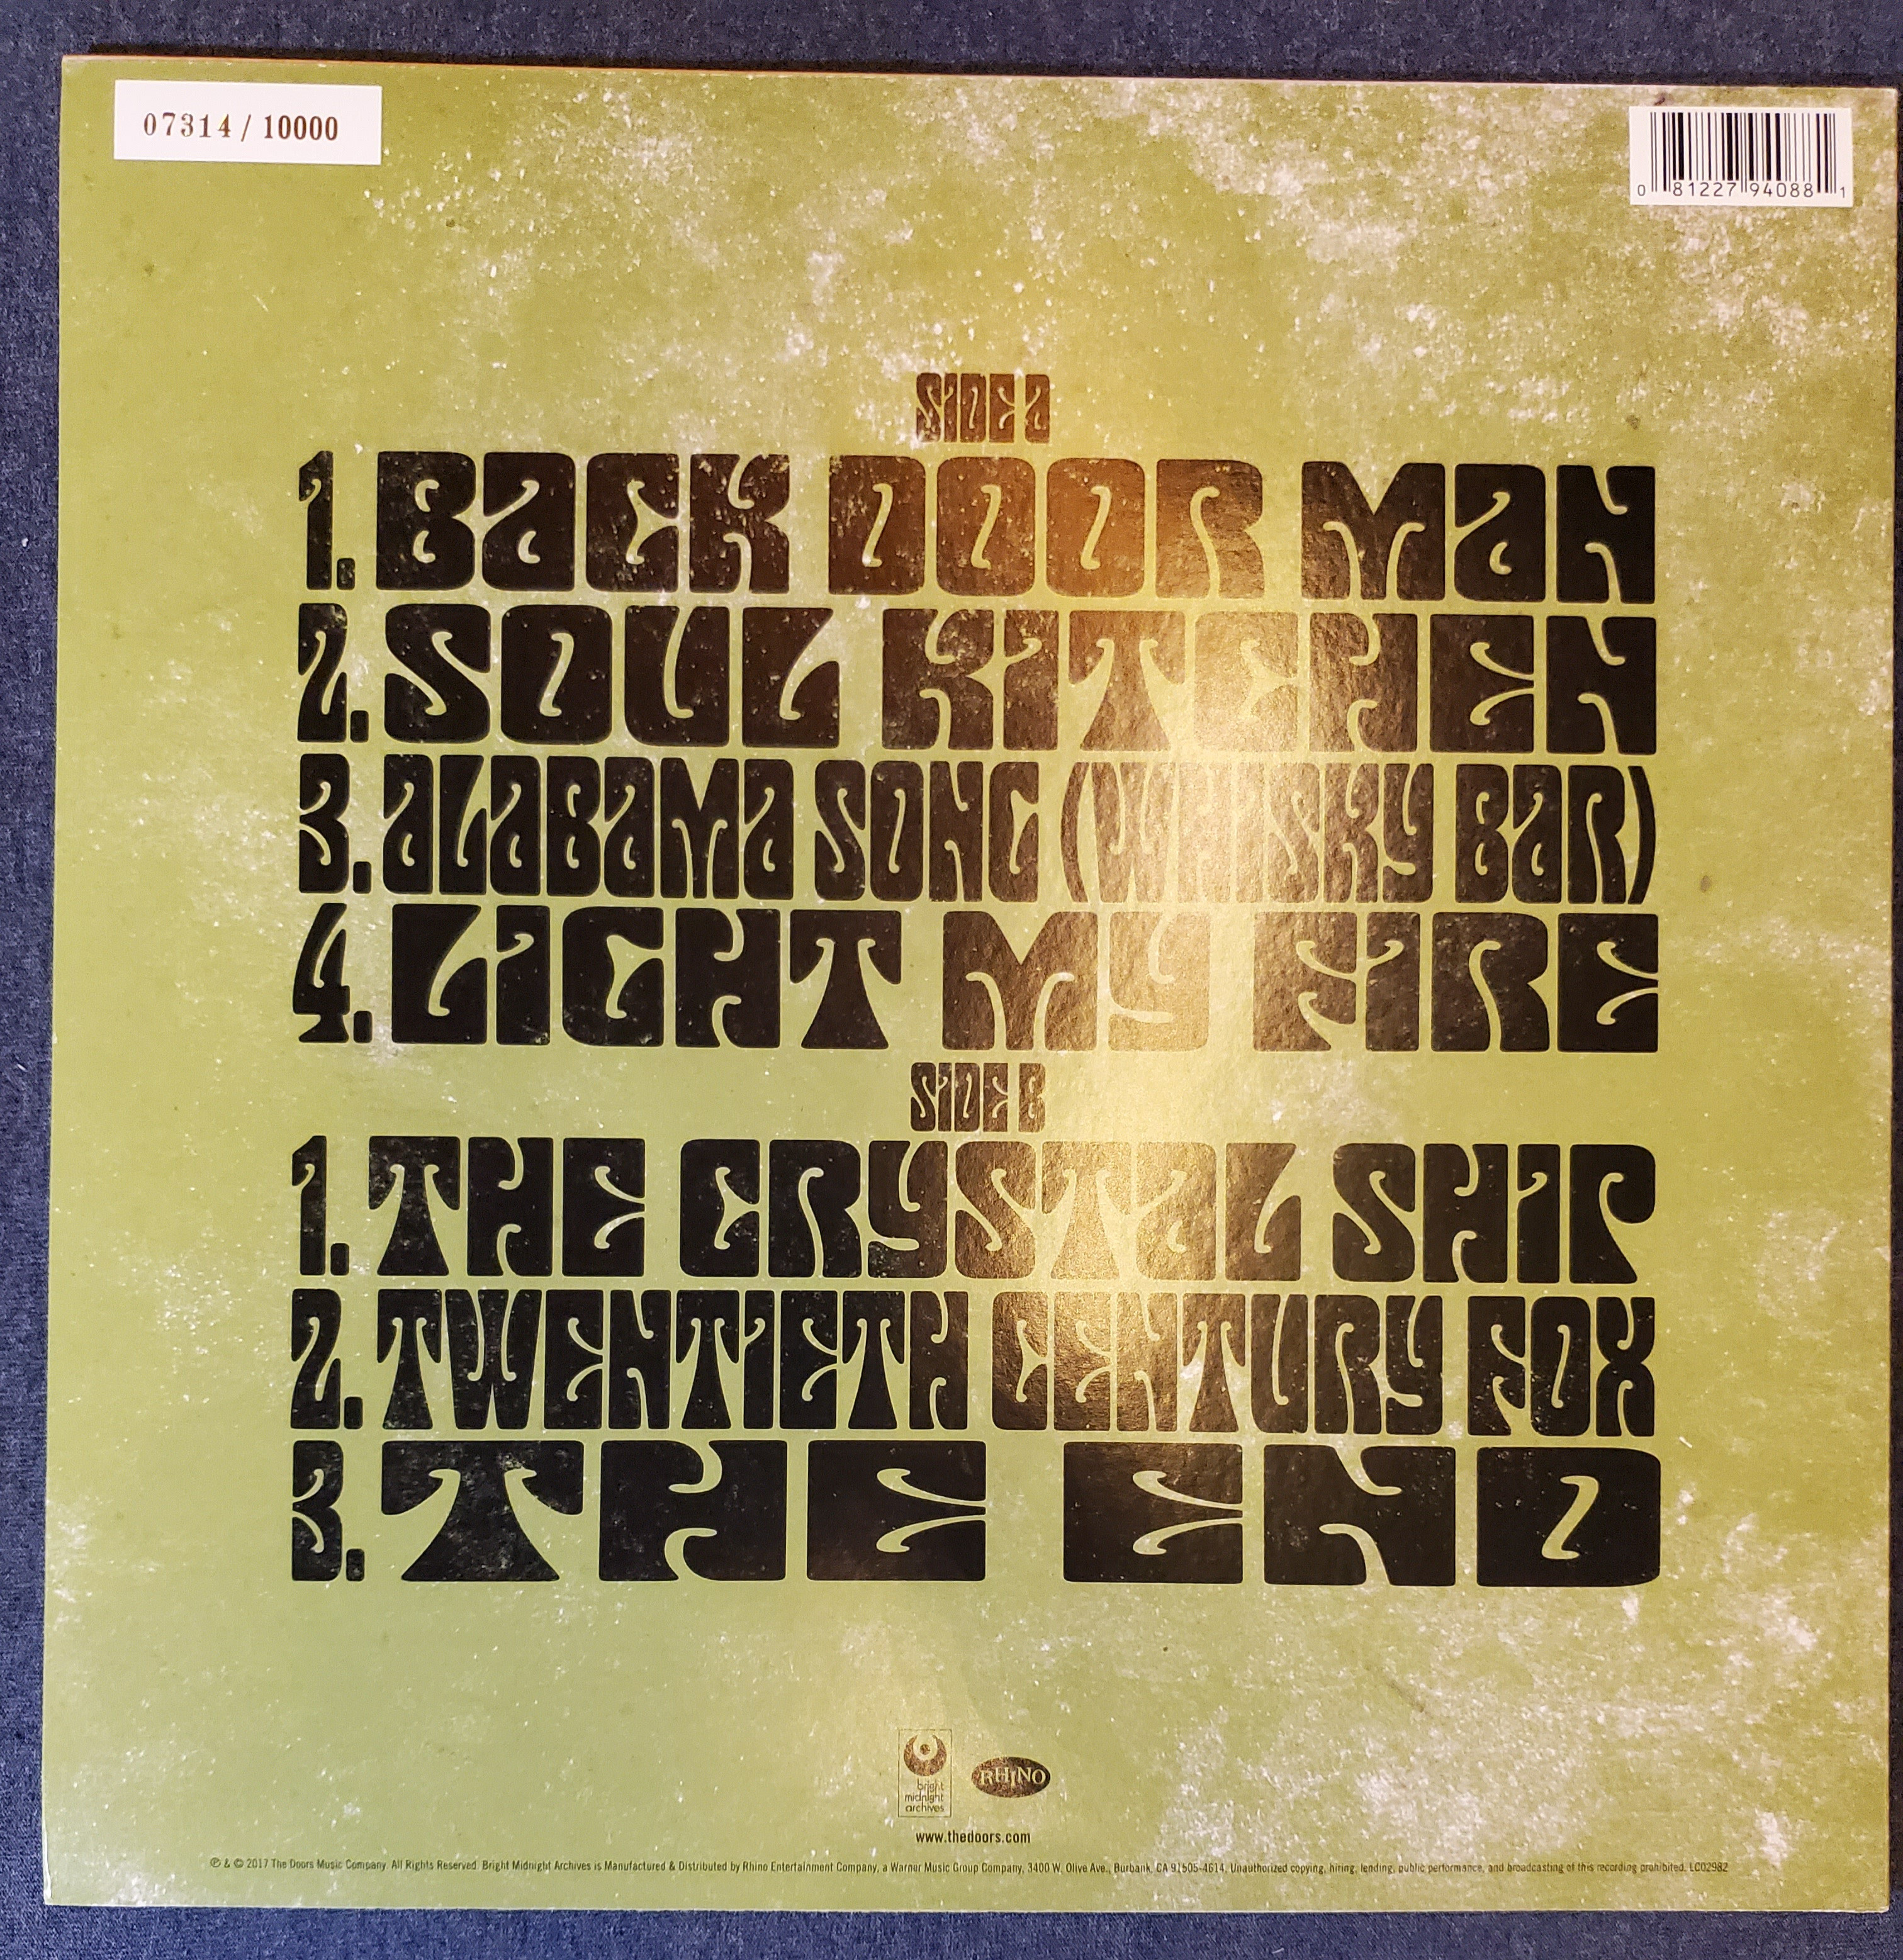 07314 / 10000
0 81227 94088 1
SIDE a
1. BaCK DOOR MaN
2. SOUL KiTCHEN
3. aLaBaMa SONG (WHISKY BaR)
4. LiGHT MY FiRE
SIDE B
1. THE CRYSTaL SHiP
2. TWENTiETH CENTURY FOX
3. THE END
bright
midnight
archives
RHINO
www.thedoors.com
℗ & © 2017 The Doors Music Company. All Rights Reserved. Bright Midnight Archives is Manufactured & Distributed by Rhino Entertainment Company, a Warner Music Group Company, 3400 W. Olive Ave., Burbank, CA 91505-4614. Unauthorized copying, hiring, lending, public performance, and broadcasting of this recording prohibited. LC02982